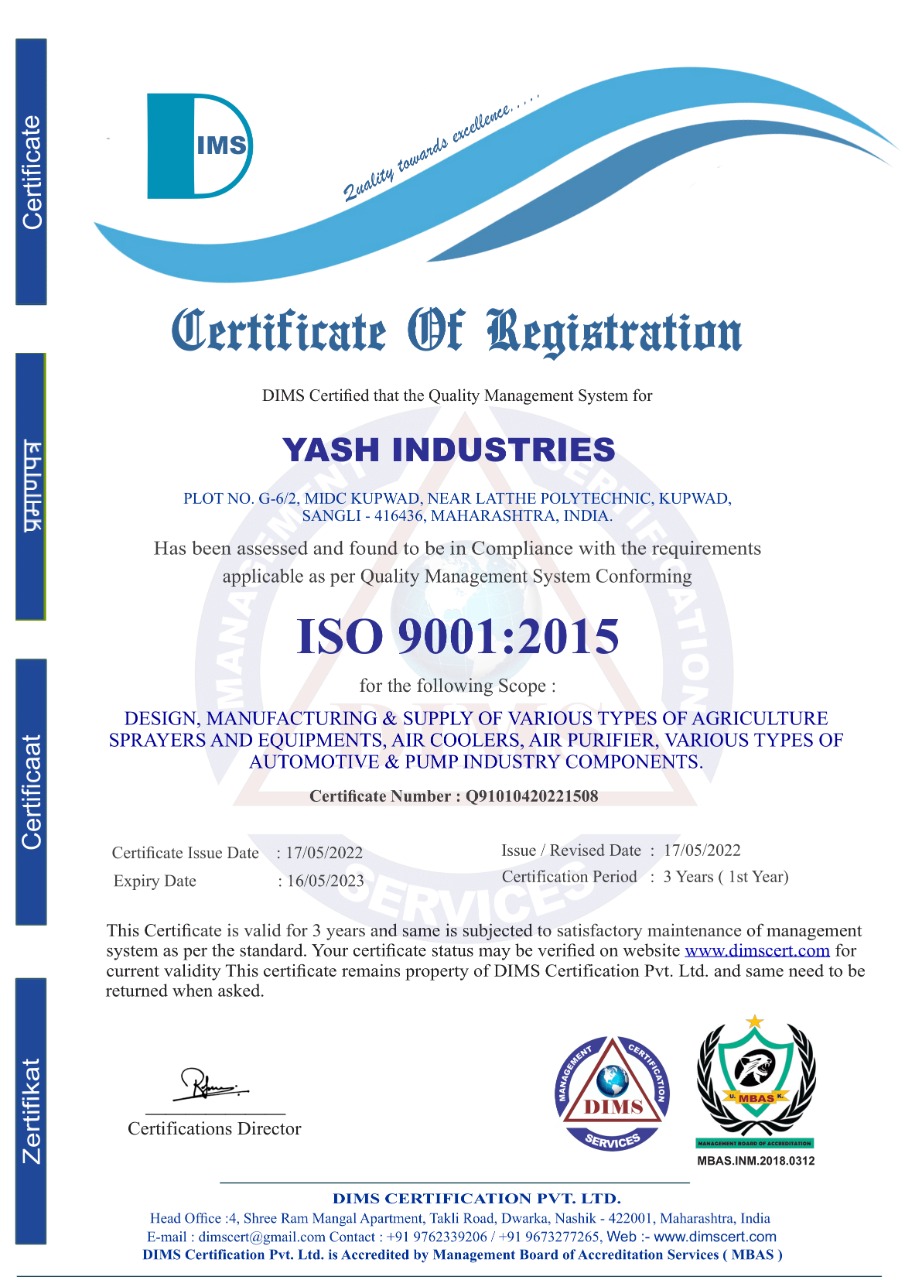 Certificate
प्रमाणपत्र
Certificaat
Zertifikat
DIMS
Quality towards excellence.....
Certificate Of Registration
DIMS Certified that the Quality Management System for
YASH INDUSTRIES
PLOT NO. G-6/2, MIDC KUPWAD, NEAR LATTHE POLYTECHNIC, KUPWAD,
SANGLI - 416436, MAHARASHTRA, INDIA.
Has been assessed and found to be in Compliance with the requirements
applicable as per Quality Management System Conforming
ISO 9001:2015
for the following Scope :
DESIGN, MANUFACTURING & SUPPLY OF VARIOUS TYPES OF AGRICULTURE
SPRAYERS AND EQUIPMENTS, AIR COOLERS, AIR PURIFIER, VARIOUS TYPES OF
AUTOMOTIVE & PUMP INDUSTRY COMPONENTS.
Certificate Number : Q91010420221508
Certificate Issue Date : 17/05/2022
Issue / Revised Date : 17/05/2022
Expiry Date : 16/05/2023
Certification Period : 3 Years ( 1st Year)
MANAGEMENT CERTIFICATION
DIMS
SERVICES
This Certificate is valid for 3 years and same is subjected to satisfactory maintenance of management
system as per the standard. Your certificate status may be verified on website www.dimscert.com for
current validity This certificate remains property of DIMS Certification Pvt. Ltd. and same need to be
returned when asked.
Certifications Director
MANAGEMENT CERTIFICATION
DIMS
SERVICES
U. MBAS K.
MANAGEMENT BOARD OF ACCREDITATION
MBAS.INM.2018.0312
DIMS CERTIFICATION PVT. LTD.
Head Office :4, Shree Ram Mangal Apartment, Takli Road, Dwarka, Nashik - 422001, Maharashtra, India
E-mail : dimscert@gmail.com Contact : +91 9762339206 / +91 9673277265, Web :- www.dimscert.com
DIMS Certification Pvt. Ltd. is Accredited by Management Board of Accreditation Services ( MBAS )